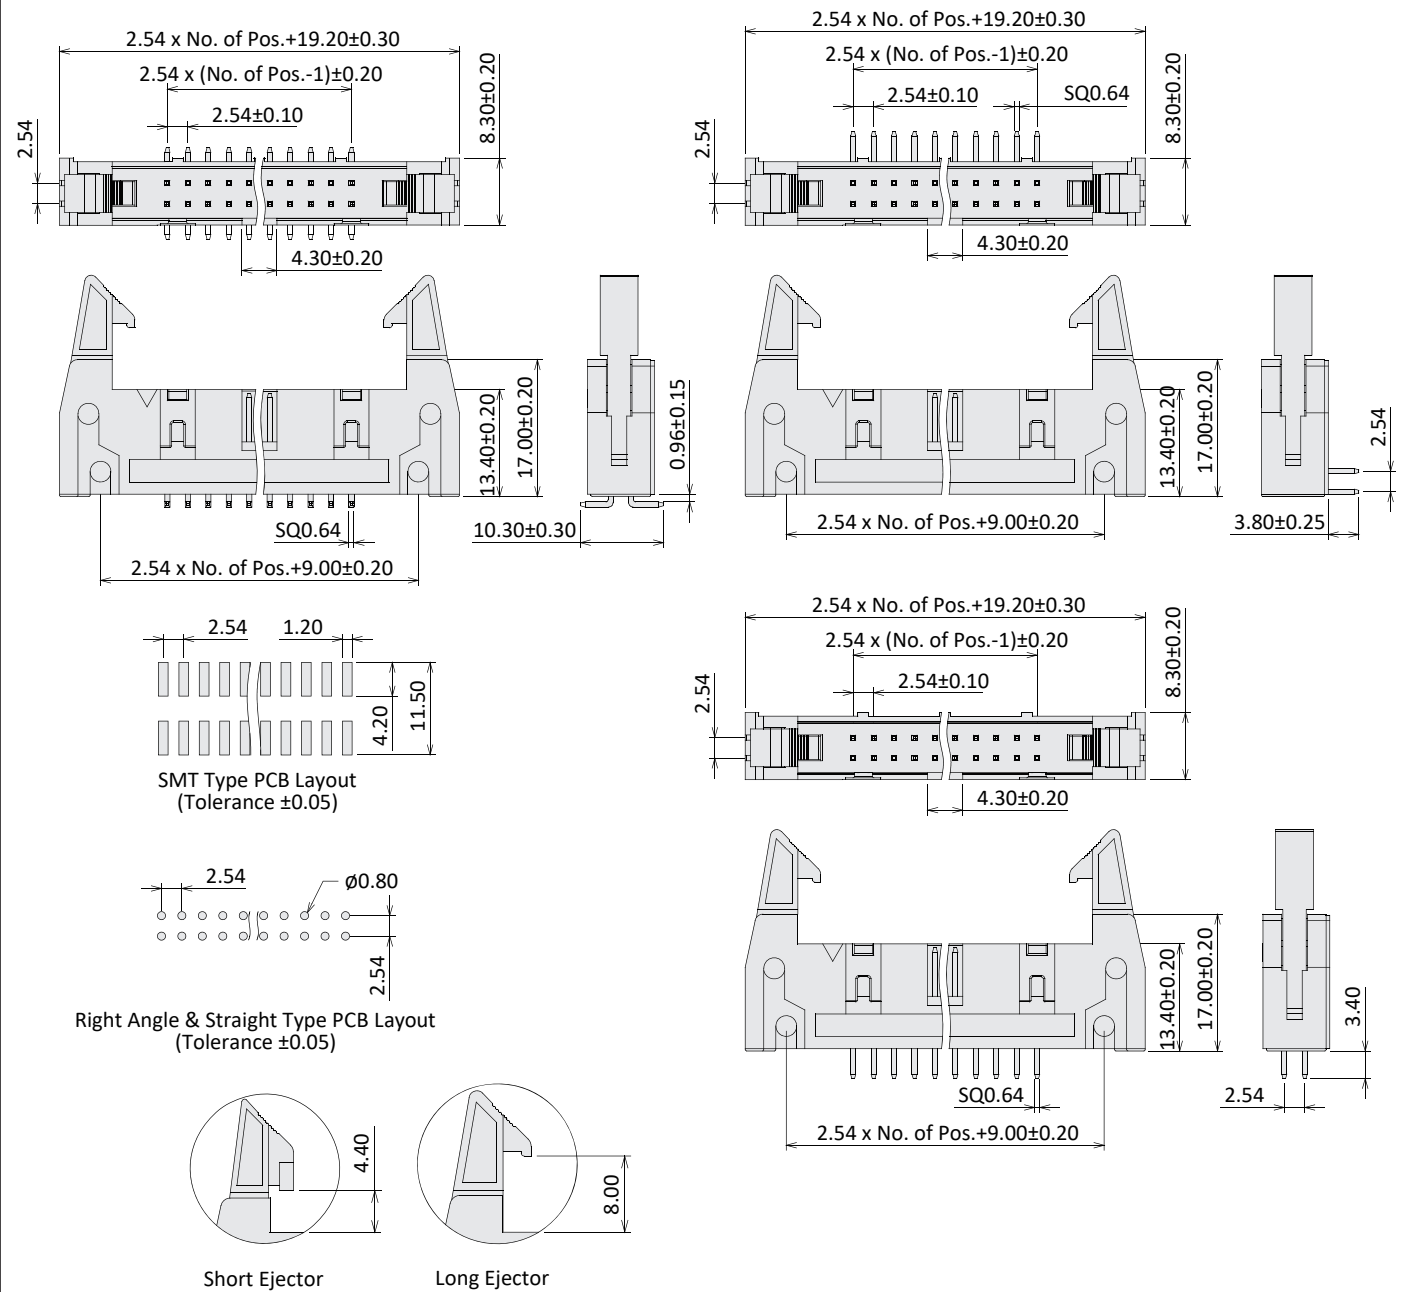 2.54 x No. of Pos.+19.20±0.30
2.54 x (No. of Pos.-1)±0.20
2.54±0.10
2.54
8.30±0.20
4.30±0.20
13.40±0.20
17.00±0.20
0.96±0.15
SQ0.64
10.30±0.30
2.54 x No. of Pos.+9.00±0.20
2.54 x No. of Pos.+19.20±0.30
2.54 x (No. of Pos.-1)±0.20
2.54±0.10
SQ0.64
2.54
8.30±0.20
4.30±0.20
13.40±0.20
17.00±0.20
2.54
3.80±0.25
2.54 x No. of Pos.+9.00±0.20
2.54
1.20
4.20
11.50
SMT Type PCB Layout
(Tolerance ±0.05)
2.54
ø0.80
2.54
Right Angle & Straight Type PCB Layout
(Tolerance ±0.05)
2.54 x No. of Pos.+19.20±0.30
2.54 x (No. of Pos.-1)±0.20
2.54±0.10
2.54
8.30±0.20
4.30±0.20
13.40±0.20
17.00±0.20
3.40
SQ0.64
2.54
2.54 x No. of Pos.+9.00±0.20
4.40
8.00
Short Ejector
Long Ejector